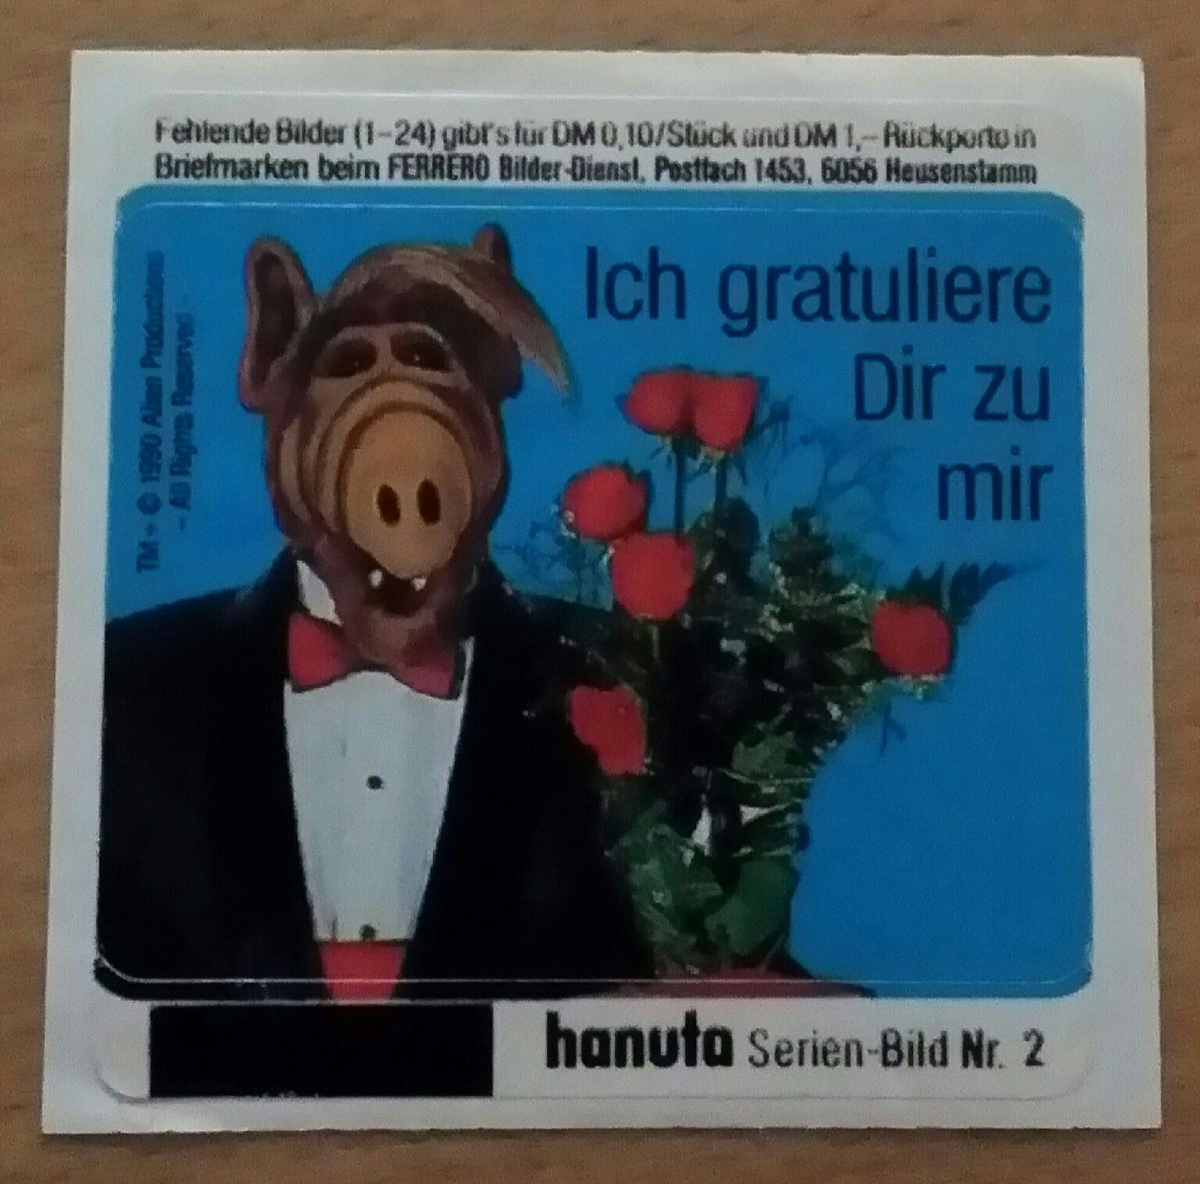 Fehlende Bilder (1-24) gibt's für DM 0,10/Stück und DM 1,- Rückporto in
Briefmarken beim FERRERO Bilder-Dienst, Postfach 1453, 6056 Heusenstamm
TM + © 1990 Alien Productions
- All Rights Reserved -
Ich gratuliere
Dir zu
mir
hanuta Serien-Bild Nr. 2